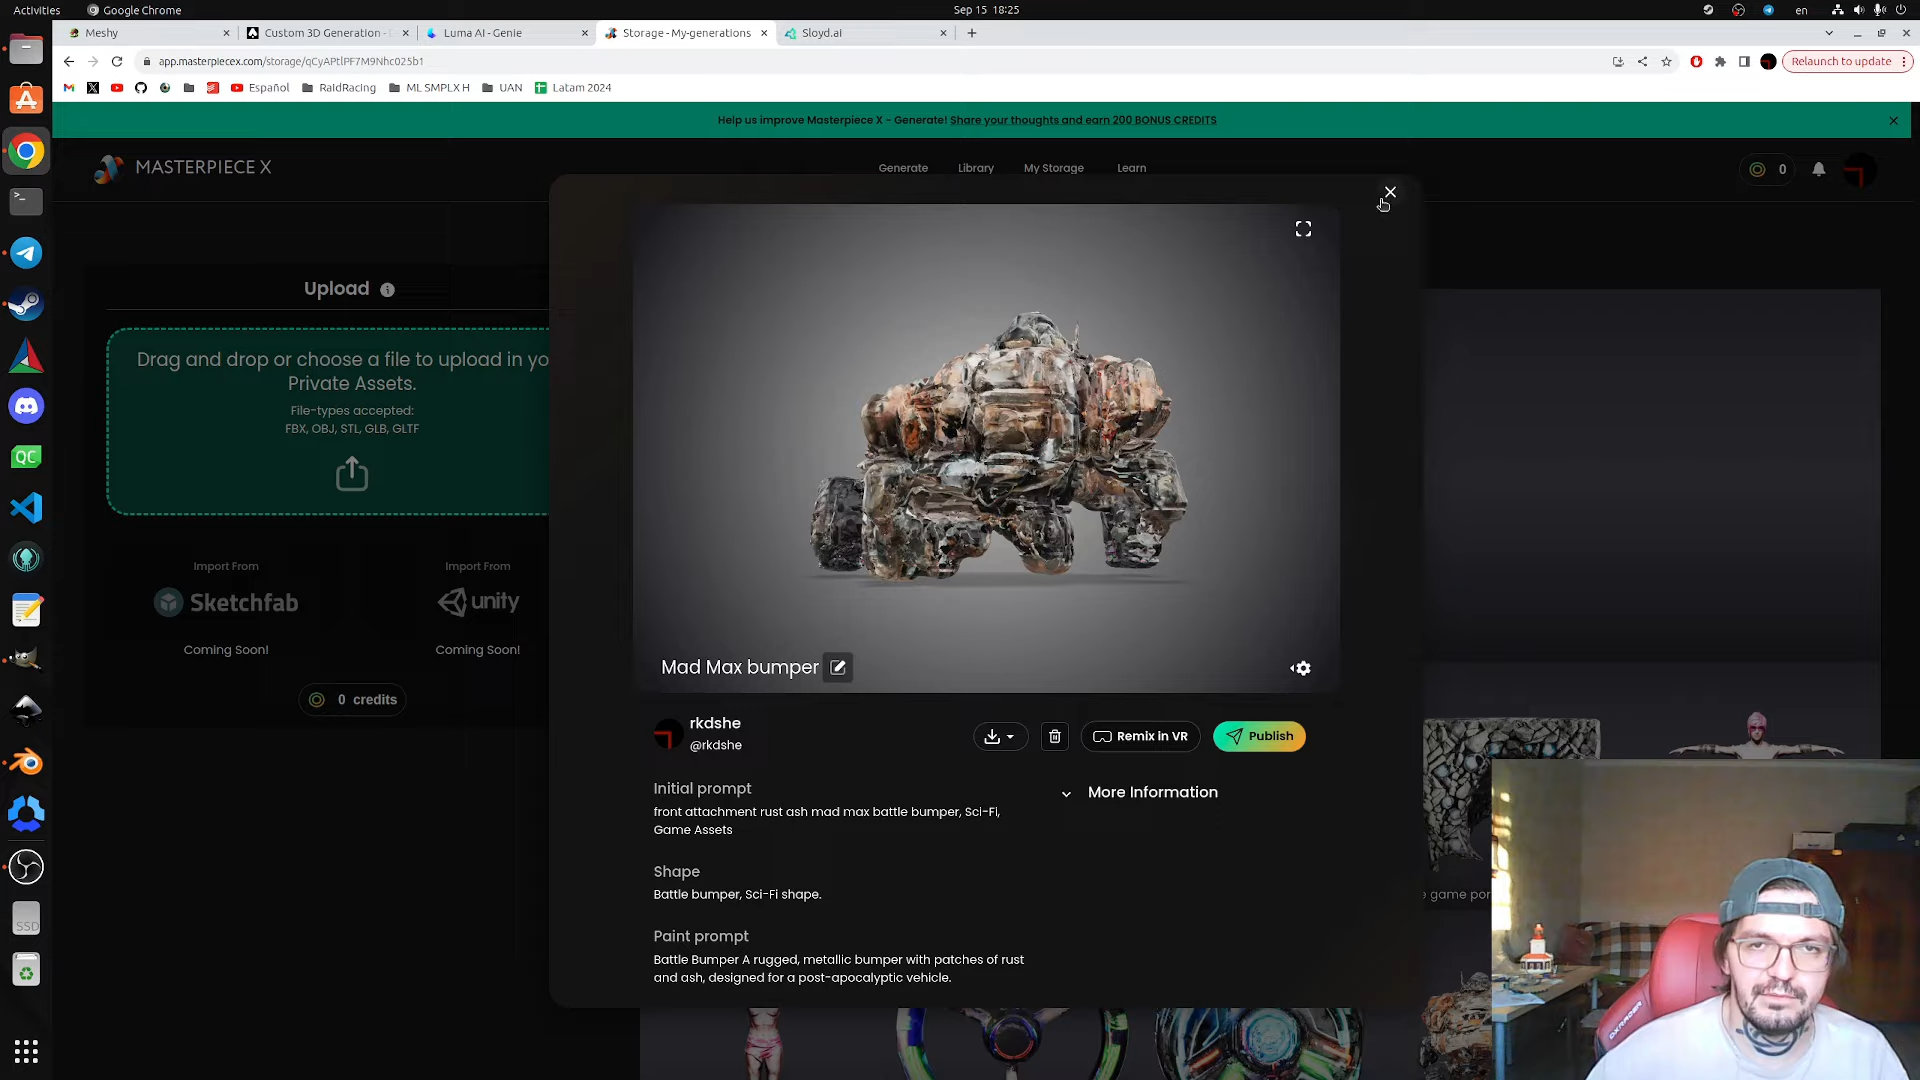 Activities
Google Chrome
Sep 15 18:25
en
Meshy
Custom 3D Generation -
Luma AI - Genie
Storage - My-generations
Sloyd.ai
app.masterpiecex.com/storage/qCyAPtlPF7M9Nhc025b1
Relaunch to update
Español
RaidRacing
ML SMPLX H
UAN
Latam 2024
Help us improve Masterpiece X - Generate! Share your thoughts and earn 200 BONUS CREDITS
MASTERPIECE X
Generate
Library
My Storage
Learn
0
Upload
Drag and drop or choose a file to upload in yo
Private Assets.
File-types accepted:
FBX, OBJ, STL, GLB, GLTF
Import From
Sketchfab
Coming Soon!
Import From
unity
Coming Soon!
0 credits
Mad Max bumper
rkdshe
@rkdshe
Remix in VR
Publish
Initial prompt
front attachment rust ash mad max battle bumper, Sci-Fi,
Game Assets
Shape
Battle bumper, Sci-Fi shape.
Paint prompt
Battle Bumper A rugged, metallic bumper with patches of rust
and ash, designed for a post-apocalyptic vehicle.
More Information
game por
QC
SSD
DXRACER